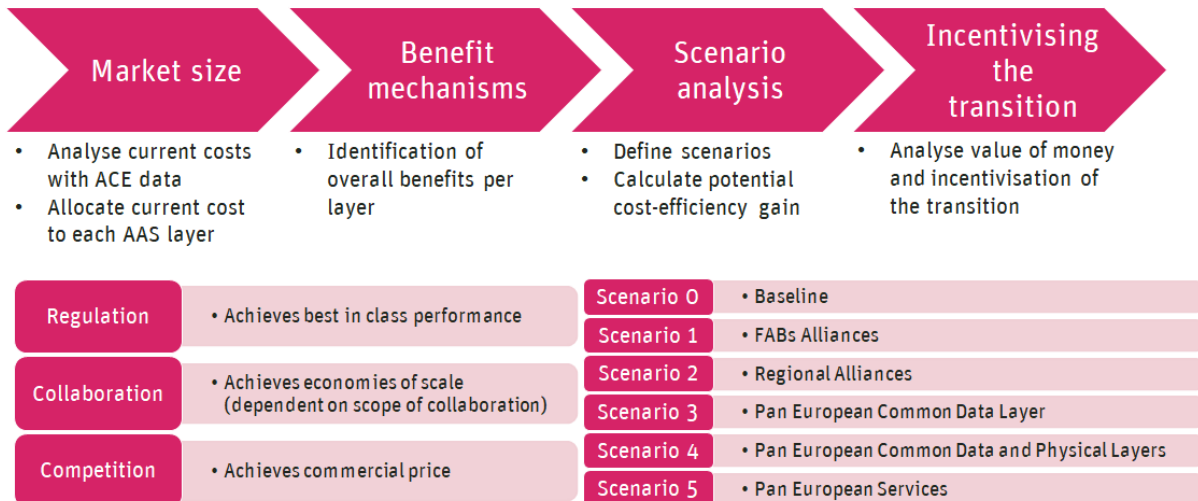 Market size
Benefit
mechanisms
Scenario
analysis
Incentivising
the
transition
• Analyse current costs
with ACE data
• Allocate current cost
to each AAS layer
• Identification of
overall benefits per
layer
• Define scenarios
• Calculate potential
cost-efficiency gain
• Analyse value of money
and incentivisation of
the transition
Regulation
• Achieves best in class performance
Collaboration
• Achieves economies of scale
(dependent on scope of collaboration)
Competition
• Achieves commercial price
Scenario 0
• Baseline
Scenario 1
• FABs Alliances
Scenario 2
• Regional Alliances
Scenario 3
• Pan European Common Data Layer
Scenario 4
• Pan European Common Data and Physical Layers
Scenario 5
• Pan European Services